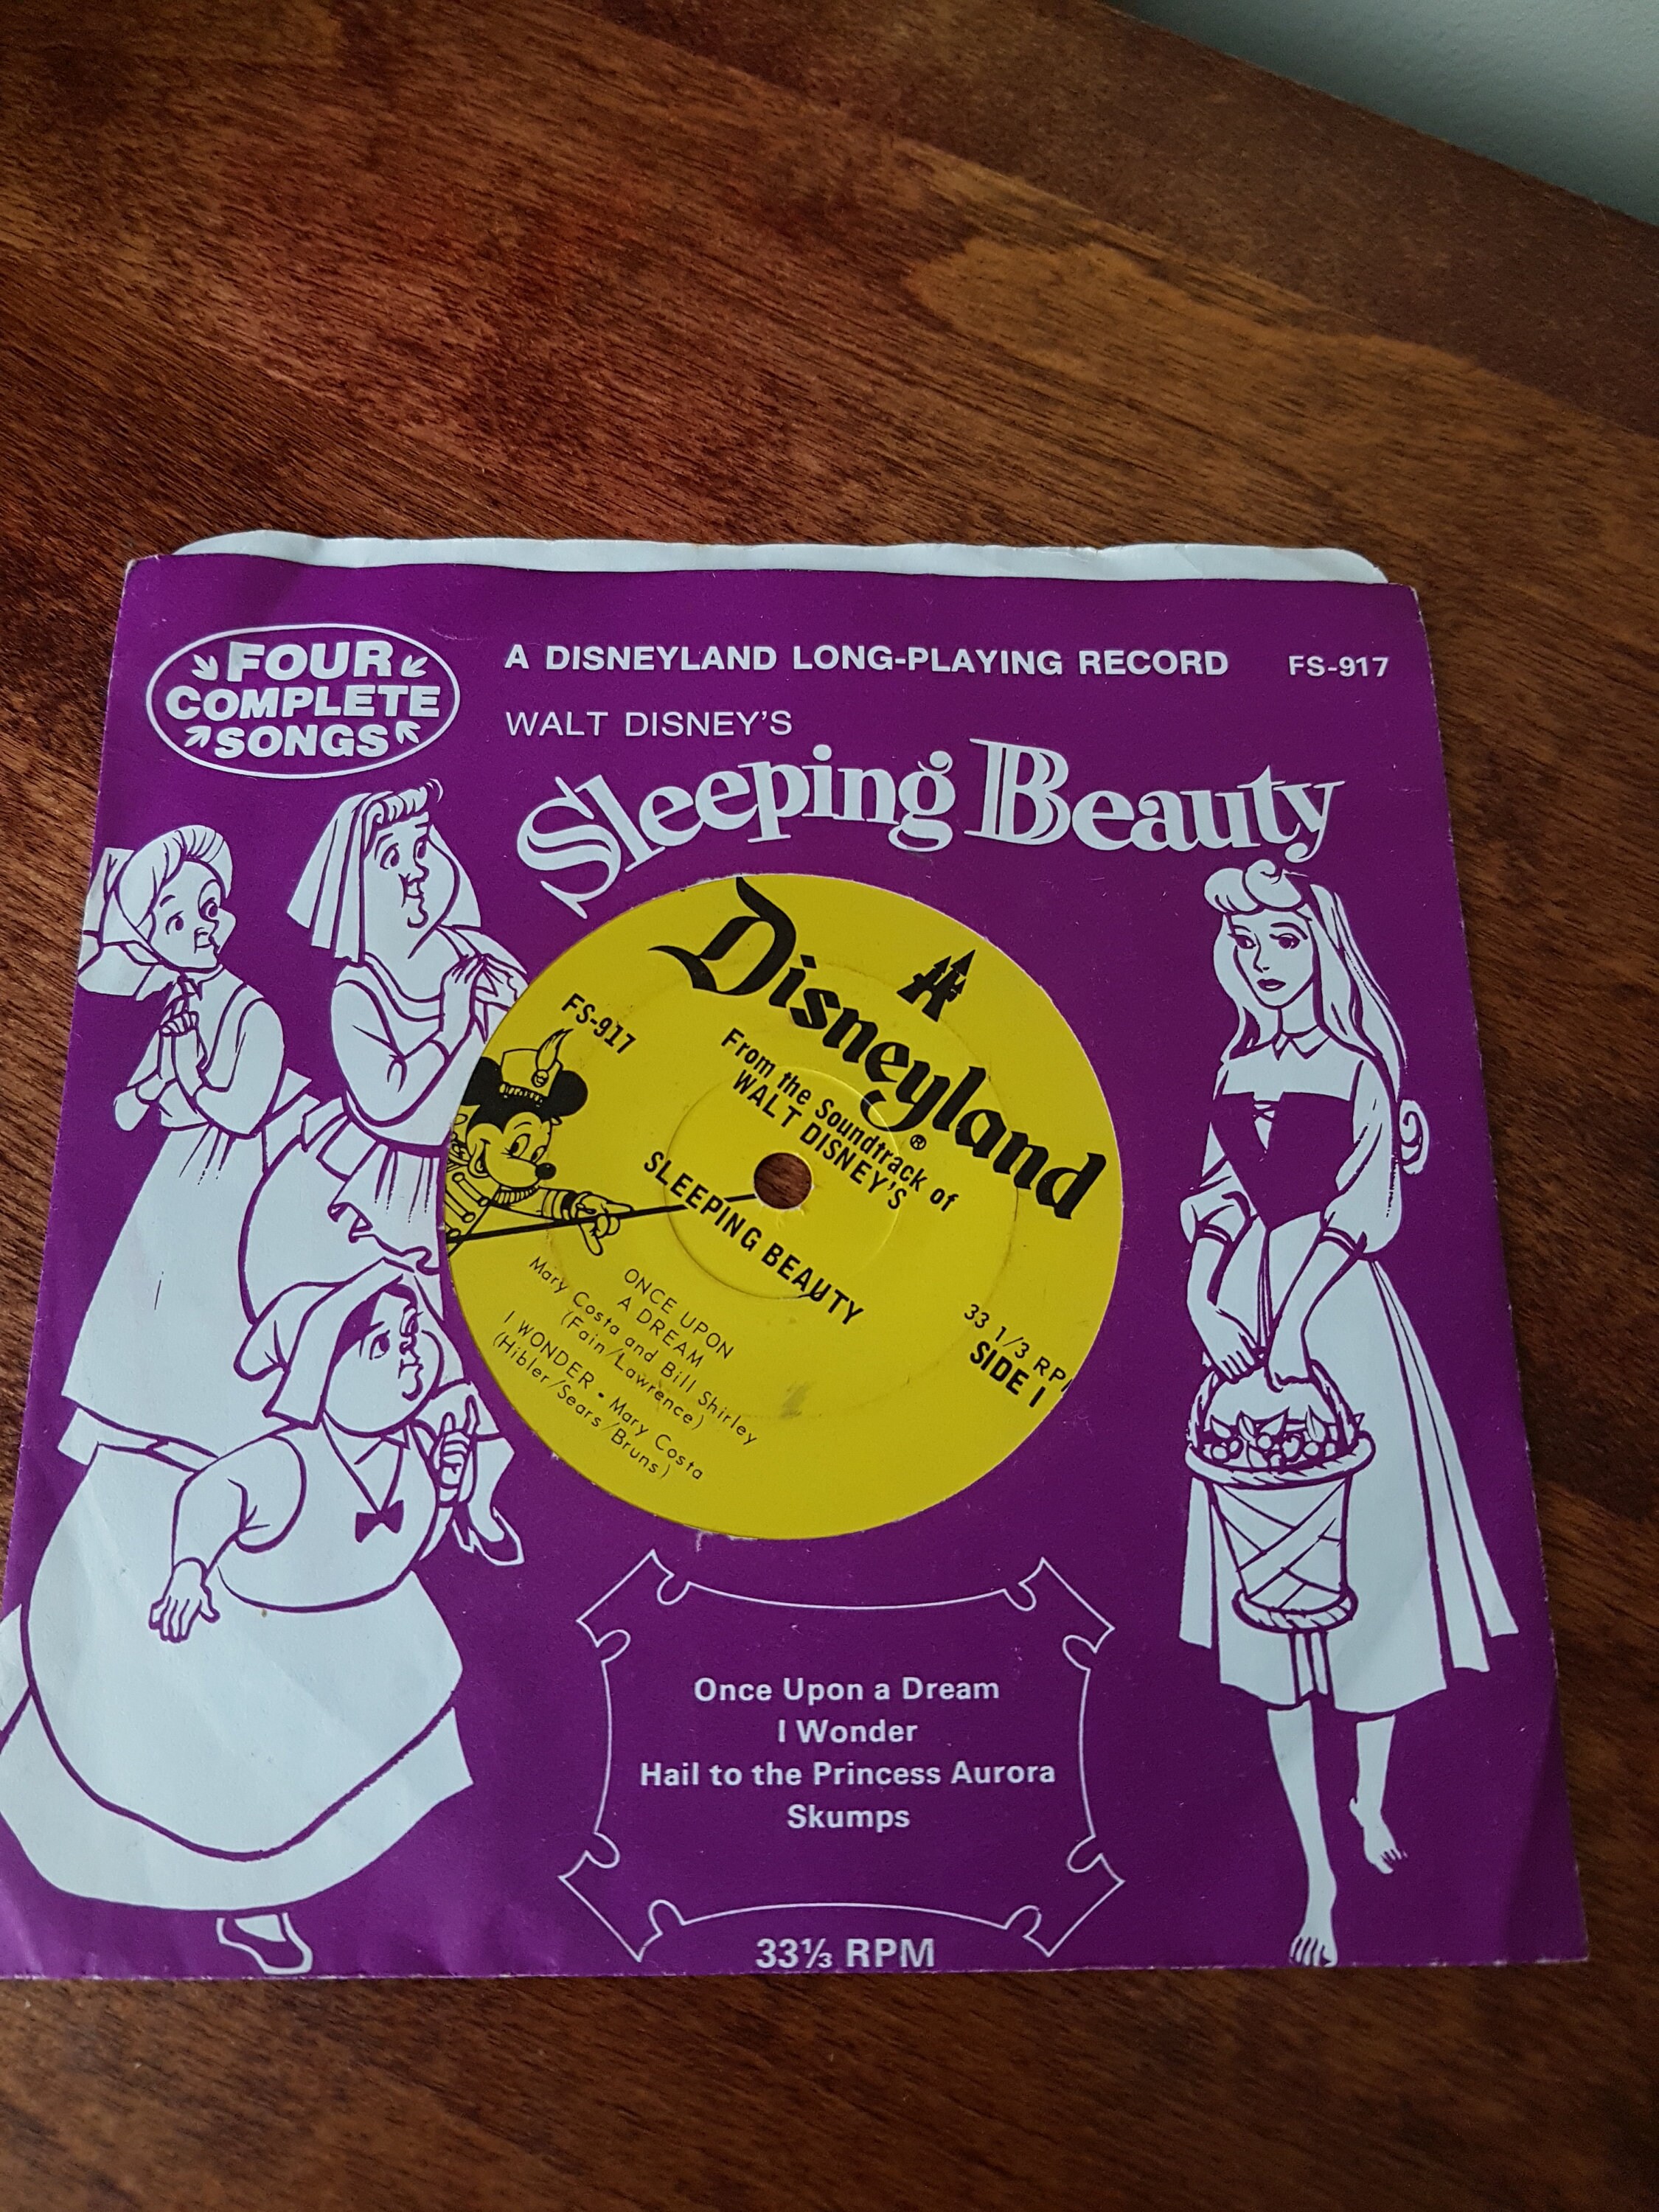 FOUR
COMPLETE
SONGS
A DISNEYLAND LONG-PLAYING RECORD
FS-917
WALT DISNEY'S
Sleeping Beauty
Disneyland
®
FS-917
From the Soundtrack of
WALT DISNEY'S
SLEEPING BEAUTY
33 1/3 RPM
SIDE 1
ONCE UPON
A DREAM
Mary Costa and Bill Shirley
(Fain/Lawrence)
I WONDER - Mary Costa
(Hibler/Sears/Bruns)
Once Upon a Dream
I Wonder
Hail to the Princess Aurora
Skumps
33⅓ RPM